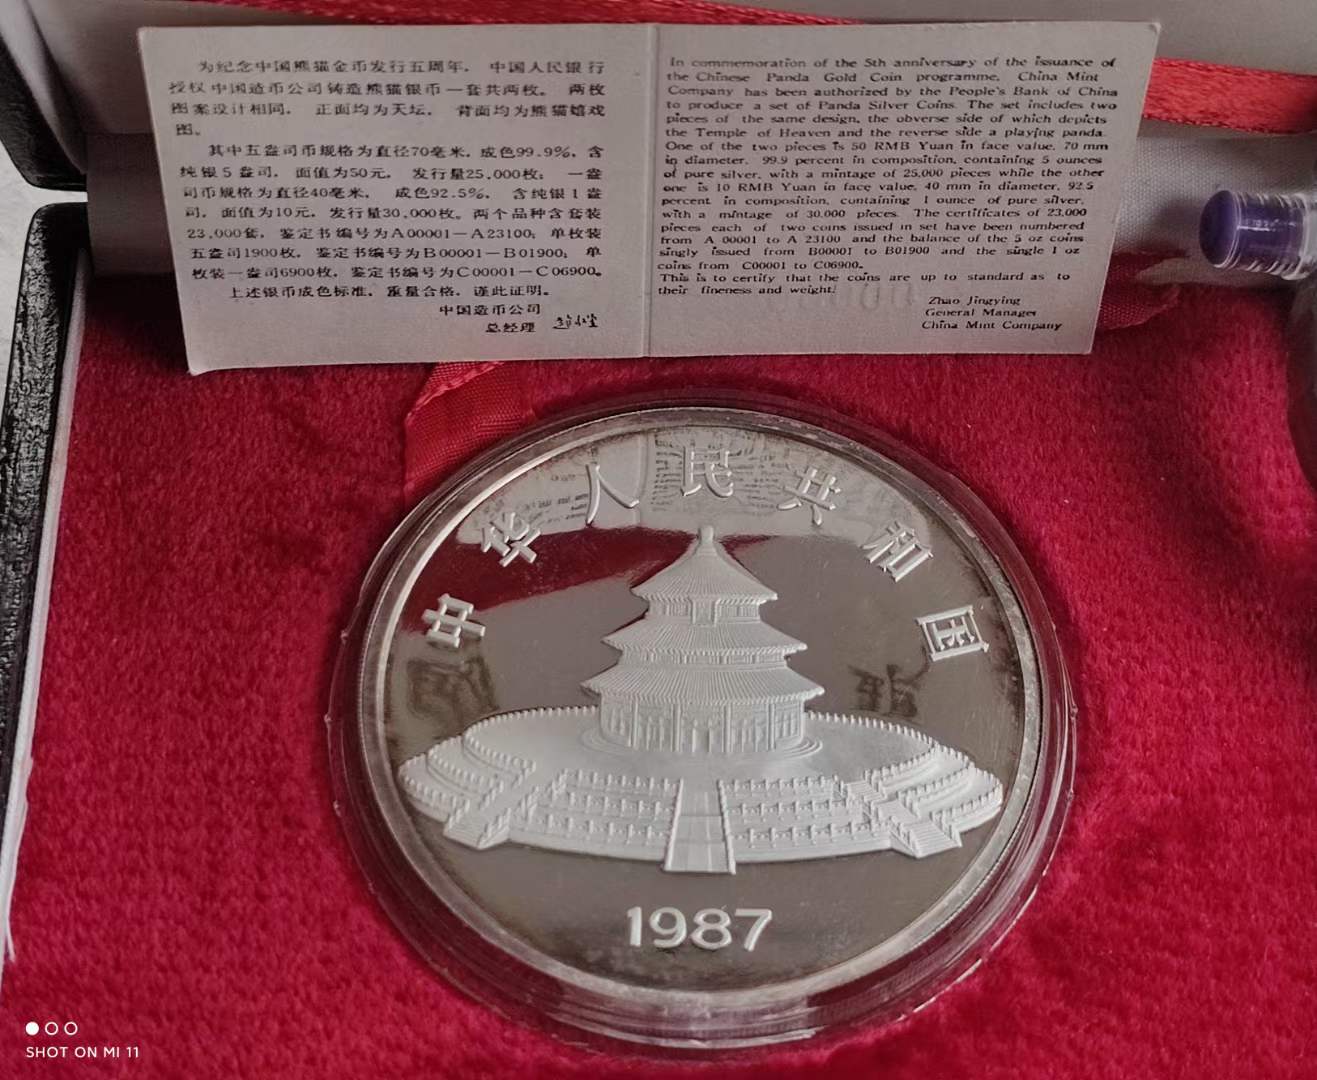 为纪念中国熊猫金币发行五周年, 中国人民银行
授权中国造币公司铸造熊猫银币一套共两枚。 两枚
图案设计相同, 正面均为天坛, 背面均为熊猫嬉戏
图。
其中五盎司币规格为直径70毫米, 成色99.9%, 含
纯银5盎司, 面值为50元, 发行量25,000枚; 一盎
司币规格为直径40毫米, 成色92.5%, 含纯银1盎
司, 面值为10元, 发行量30,000枚。两个品种含套装
23,000套, 鉴定书编号为A00001—A23100; 单枚装
五盎司1900枚, 鉴定书编号为B00001—B01900; 单
枚装一盎司6900枚, 鉴定书编号为C00001—C06900。
上述银币成色标准, 重量合格, 谨此证明。
中国造币公司
总经理
In commemoration of the 5th anniversary of the issuance of
the Chinese Panda Gold Coin programme, China Mint
Company has been authorized by the People's Bank of China
to produce a set of Panda Silver Coins. The set includes two
pieces of the same design, the obverse side of which depicts
the Temple of Heaven and the reverse side a playing panda.
One of the two pieces is 50 RMB Yuan in face value, 70 mm
in diameter, 99.9 percent in composition, containing 5 ounces
of pure silver, with a mintage of 25,000 pieces while the other
one is 10 RMB Yuan in face value, 40 mm in diameter, 92.5
percent in composition, containing 1 ounce of pure silver,
with a mintage of 30,000 pieces. The certificates of 23,000
pieces each of two coins issued in set have been numbered
from A 00001 to A 23100 and the balance of the 5 oz coins
singly issued from B00001 to B01900 and the single 1 oz
coins from C00001 to C06900.
This is to certify that the coins are up to standard as to
their fineness and weight.
Zhao Jingying
General Manager
China Mint Company
中华人民共和国
1987
SHOT ON MI 11